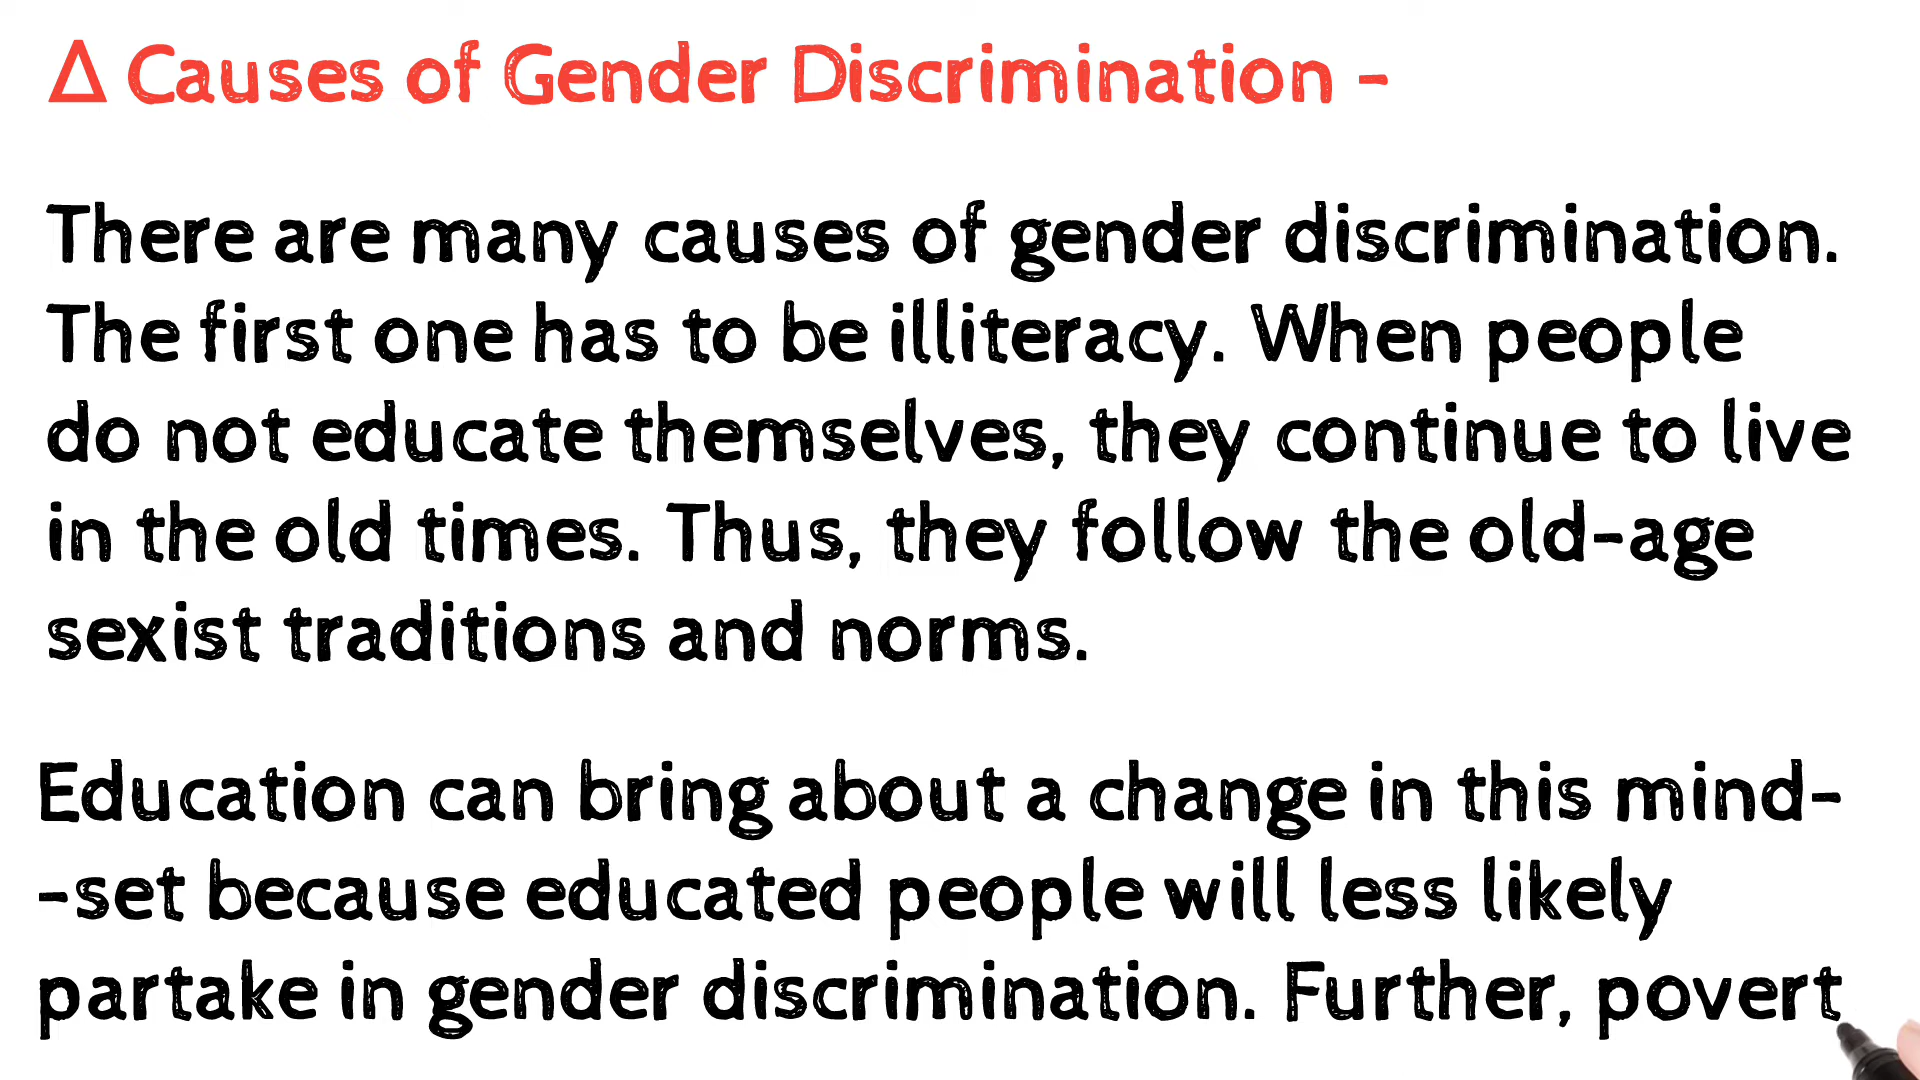 Δ Causes of Gender Discrimination -
There are many causes of gender discrimination.
The first one has to be illiteracy. When people
do not educate themselves, they continue to live
in the old times. Thus, they follow the old-age
sexist traditions and norms.
Education can bring about a change in this mind-
-set because educated people will less likely
partake in gender discrimination. Further, povert